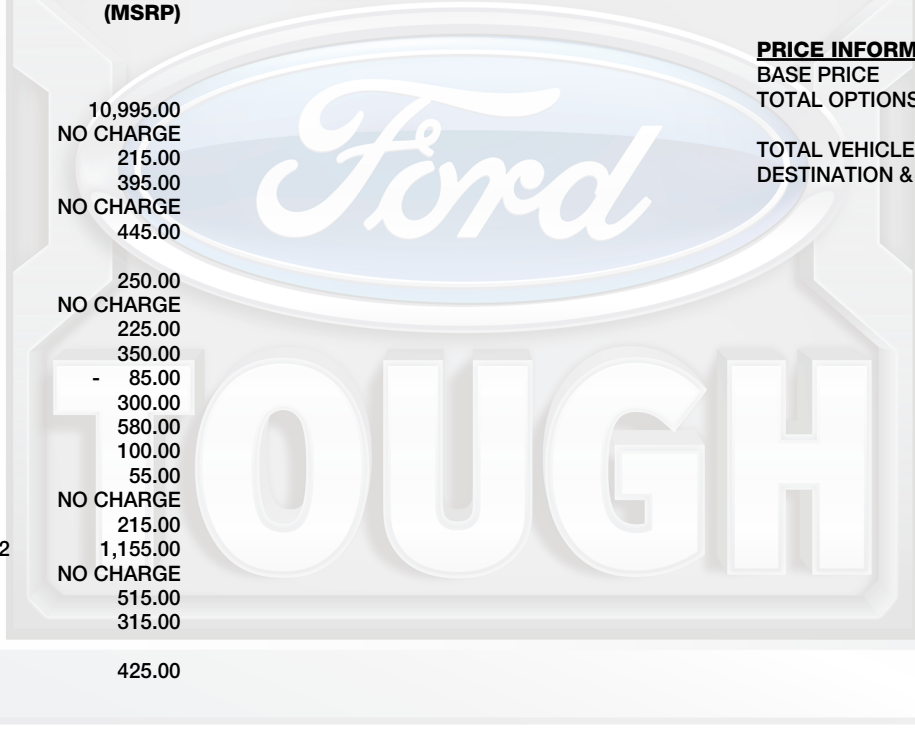 (MSRP)
10,995.00
NO CHARGE
215.00
395.00
NO CHARGE
445.00
250.00
NO CHARGE
225.00
350.00
- 85.00
300.00
580.00
100.00
55.00
NO CHARGE
215.00
2 1,155.00
NO CHARGE
515.00
315.00
425.00
PRICE INFORM
BASE PRICE
TOTAL OPTIONS
TOTAL VEHICLE
DESTINATION &
Ford
TOUGH